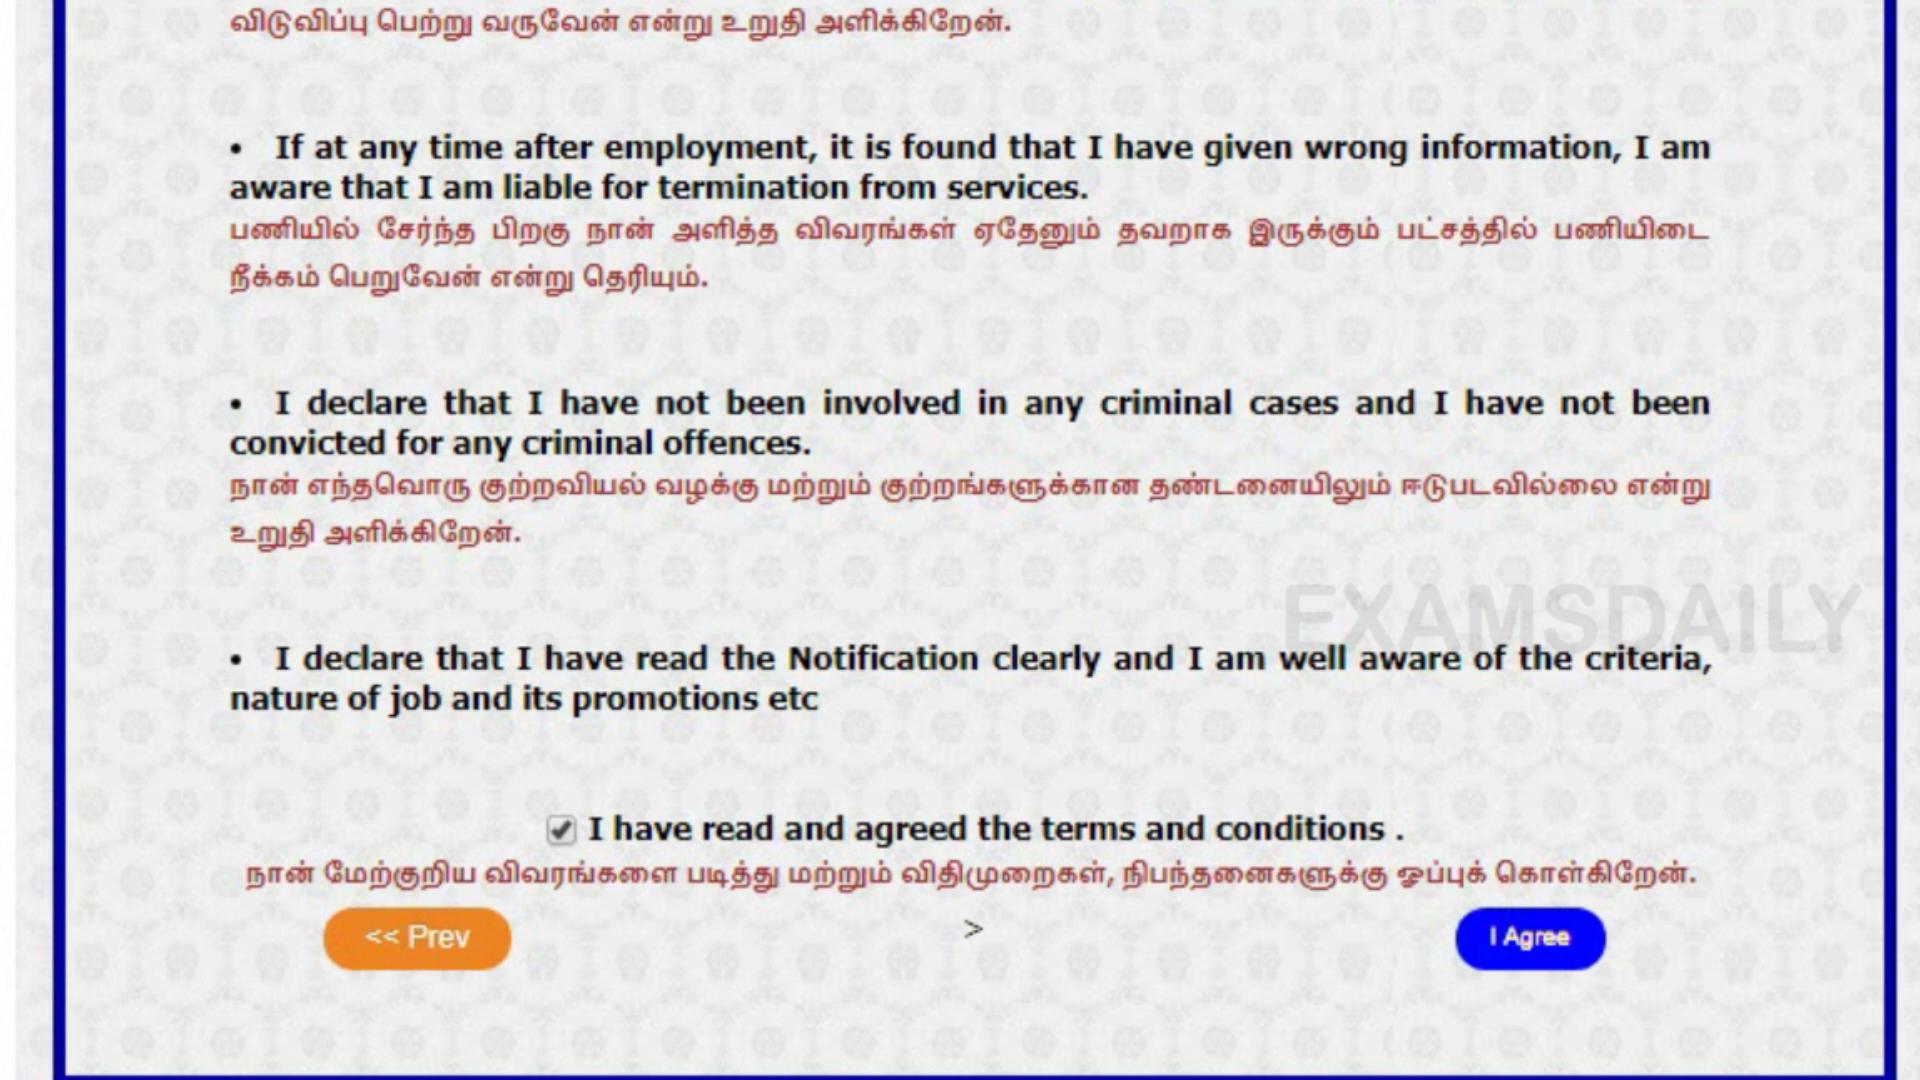 விடுவிப்பு பெற்று வருவேன் என்று உறுதி அளிக்கிறேன்.
• If at any time after employment, it is found that I have given wrong information, I am
aware that I am liable for termination from services.
பணியில் சேர்ந்த பிறகு நான் அளித்த விவரங்கள் ஏதேனும் தவறாக இருக்கும் பட்சத்தில் பணியிடை
நீக்கம் பெறுவேன் என்று தெரியும்.
• I declare that I have not been involved in any criminal cases and I have not been
convicted for any criminal offences.
நான் எந்தவொரு குற்றவியல் வழக்கு மற்றும் குற்றங்களுக்கான தண்டனையிலும் ஈடுபடவில்லை என்று
உறுதி அளிக்கிறேன்.
EXAMSDAILY
• I declare that I have read the Notification clearly and I am well aware of the criteria,
nature of job and its promotions etc
I have read and agreed the terms and conditions .
நான் மேற்குறிய விவரங்களை படித்து மற்றும் விதிமுறைகள், நிபந்தனைகளுக்கு ஒப்புக் கொள்கிறேன்.
<< Prev > I Agree